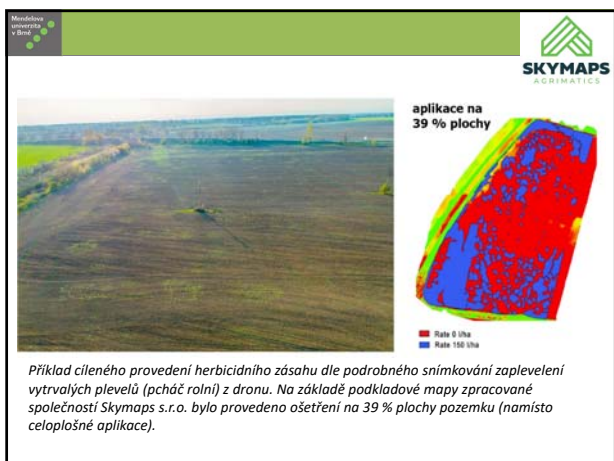 Mendelova
univerzita
v Brně
SKYMAPS
AGRIMATICS
aplikace na
39 % plochy
Rate 0 l/ha
Rate 150 l/ha
Příklad cíleného provedení herbicidního zásahu dle podrobného snímkování zaplevelení
vytrvalých plevelů (pcháč rolní) z dronu. Na základě podkladové mapy zpracované
společností Skymaps s.r.o. bylo provedeno ošetření na 39 % plochy pozemku (namísto
celoplošné aplikace).